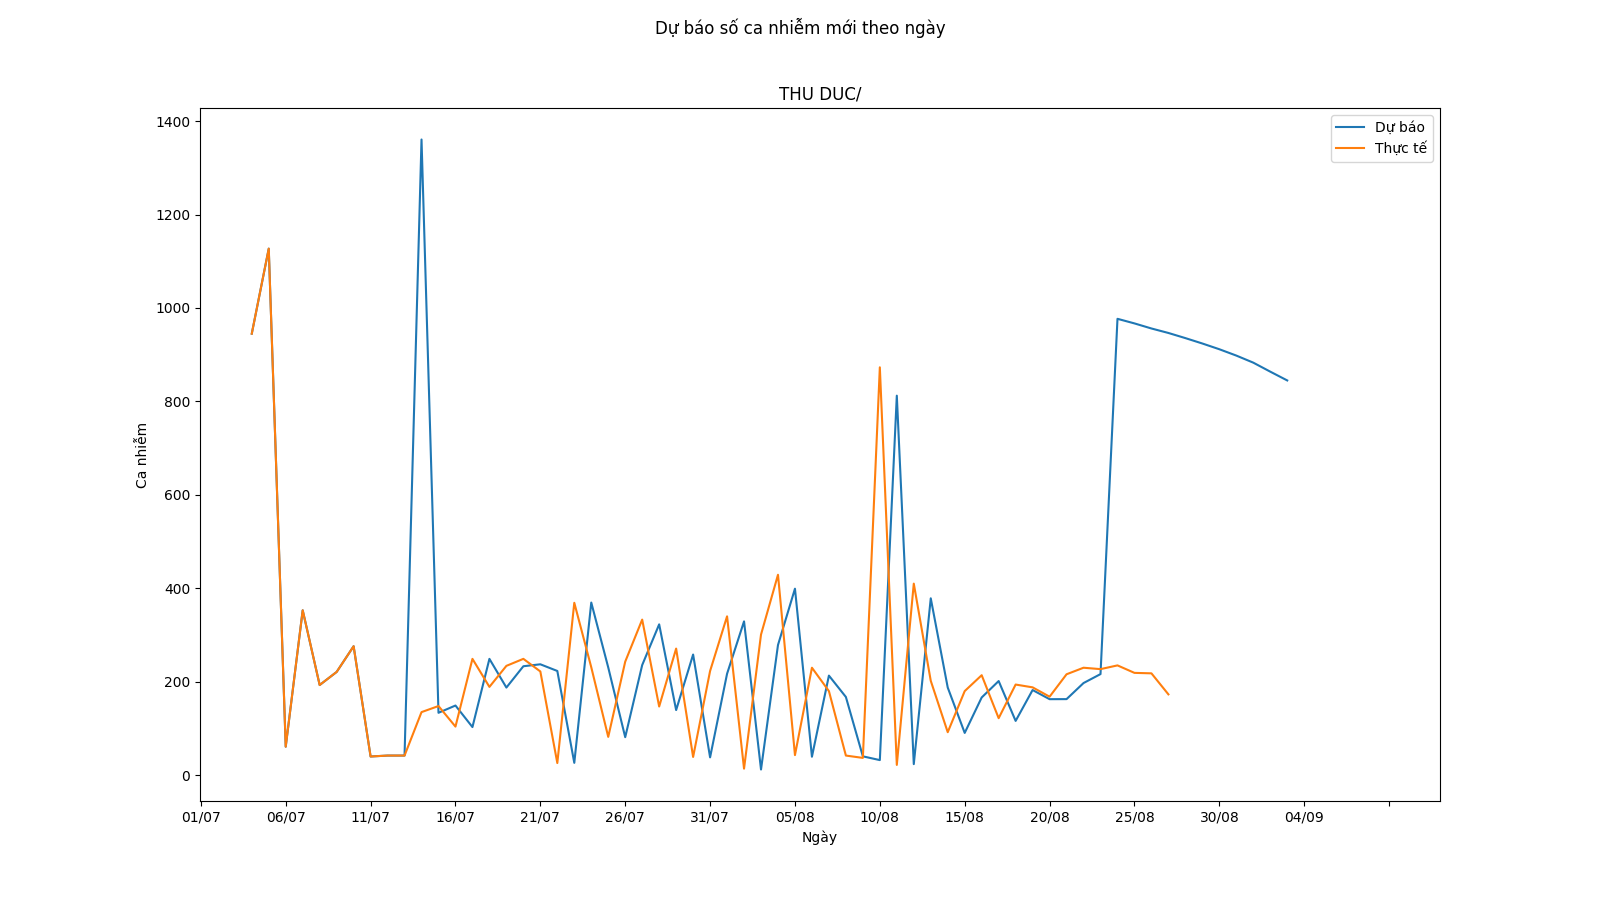 Dự báo số ca nhiễm mới theo ngày
THU DUC/
Dự báo
Thực tế
1400
1200
1000
800
600
400
200
0
Ca nhiễm
01/07 06/07 11/07 16/07 21/07 26/07 31/07 05/08 10/08 15/08 20/08 25/08 30/08 04/09
Ngày